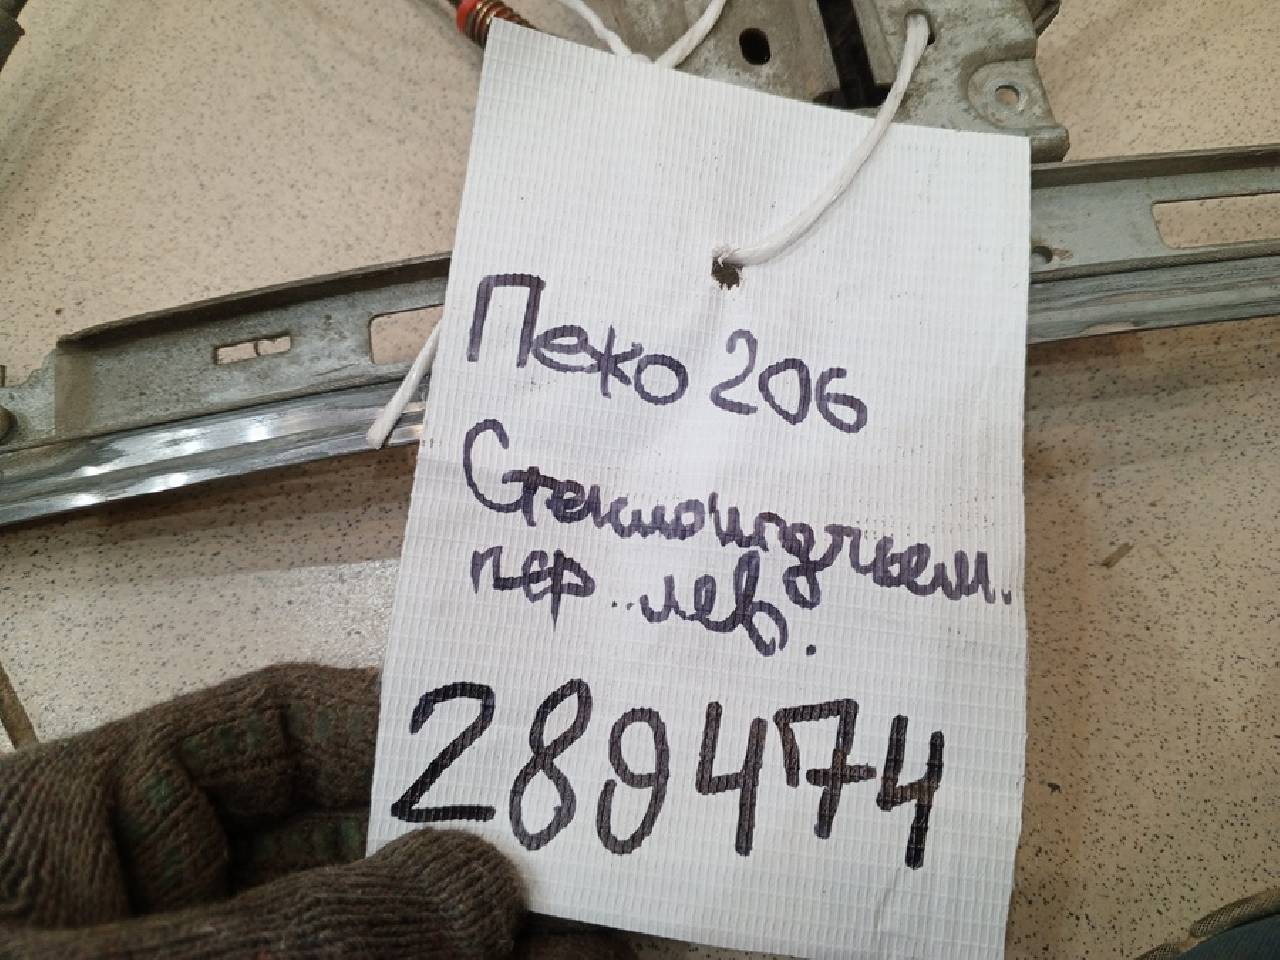 Пежо 206
Стеклоподъем.
пер. лев.
289474